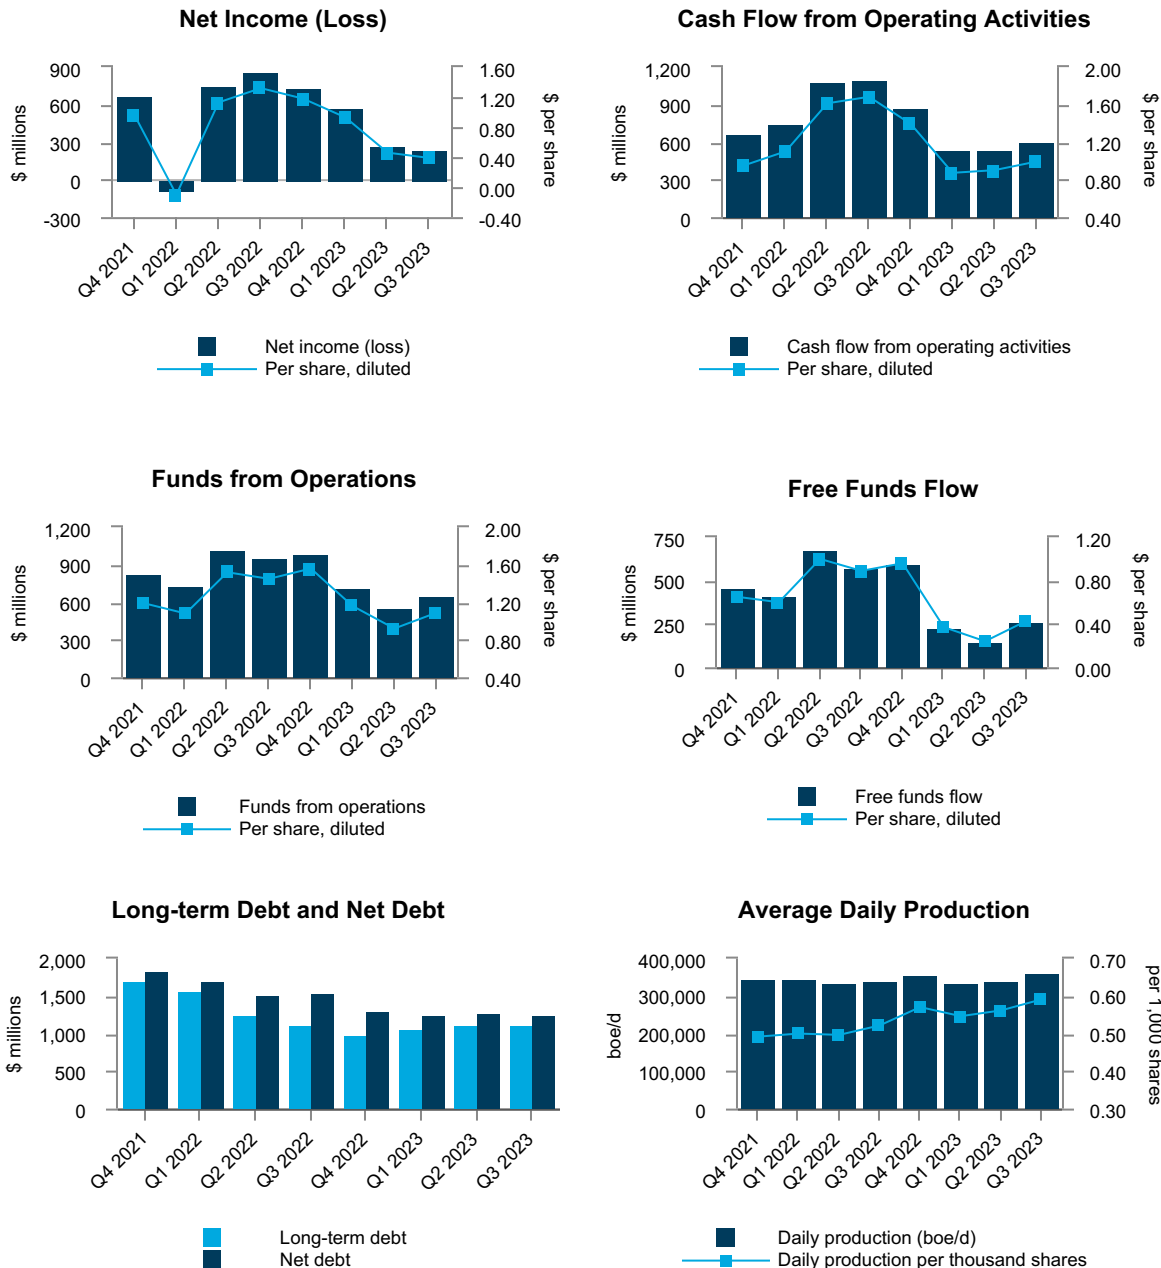 Net Income (Loss)
$ millions
900
600
300
0
-300
1.60
1.20
0.80
0.40
0.00
-0.40
$ per share
Q4 2021
Q1 2022
Q2 2022
Q3 2022
Q4 2022
Q1 2023
Q2 2023
Q3 2023
Net income (loss)
Per share, diluted
Cash Flow from Operating Activities
$ millions
1,200
900
600
300
0
2.00
1.60
1.20
0.80
0.40
$ per share
Q4 2021
Q1 2022
Q2 2022
Q3 2022
Q4 2022
Q1 2023
Q2 2023
Q3 2023
Cash flow from operating activities
Per share, diluted
Funds from Operations
$ millions
1,200
900
600
300
0
2.00
1.60
1.20
0.80
0.40
$ per share
Q4 2021
Q1 2022
Q2 2022
Q3 2022
Q4 2022
Q1 2023
Q2 2023
Q3 2023
Funds from operations
Per share, diluted
Free Funds Flow
$ millions
750
500
250
0
1.20
0.80
0.40
0.00
$ per share
Q4 2021
Q1 2022
Q2 2022
Q3 2022
Q4 2022
Q1 2023
Q2 2023
Q3 2023
Free funds flow
Per share, diluted
Long-term Debt and Net Debt
$ millions
2,000
1,500
1,000
500
0
Q4 2021
Q1 2022
Q2 2022
Q3 2022
Q4 2022
Q1 2023
Q2 2023
Q3 2023
Long-term debt
Net debt
Average Daily Production
boe/d
400,000
300,000
200,000
100,000
0
0.70
0.60
0.50
0.40
0.30
per 1,000 shares
Q4 2021
Q1 2022
Q2 2022
Q3 2022
Q4 2022
Q1 2023
Q2 2023
Q3 2023
Daily production (boe/d)
Daily production per thousand shares